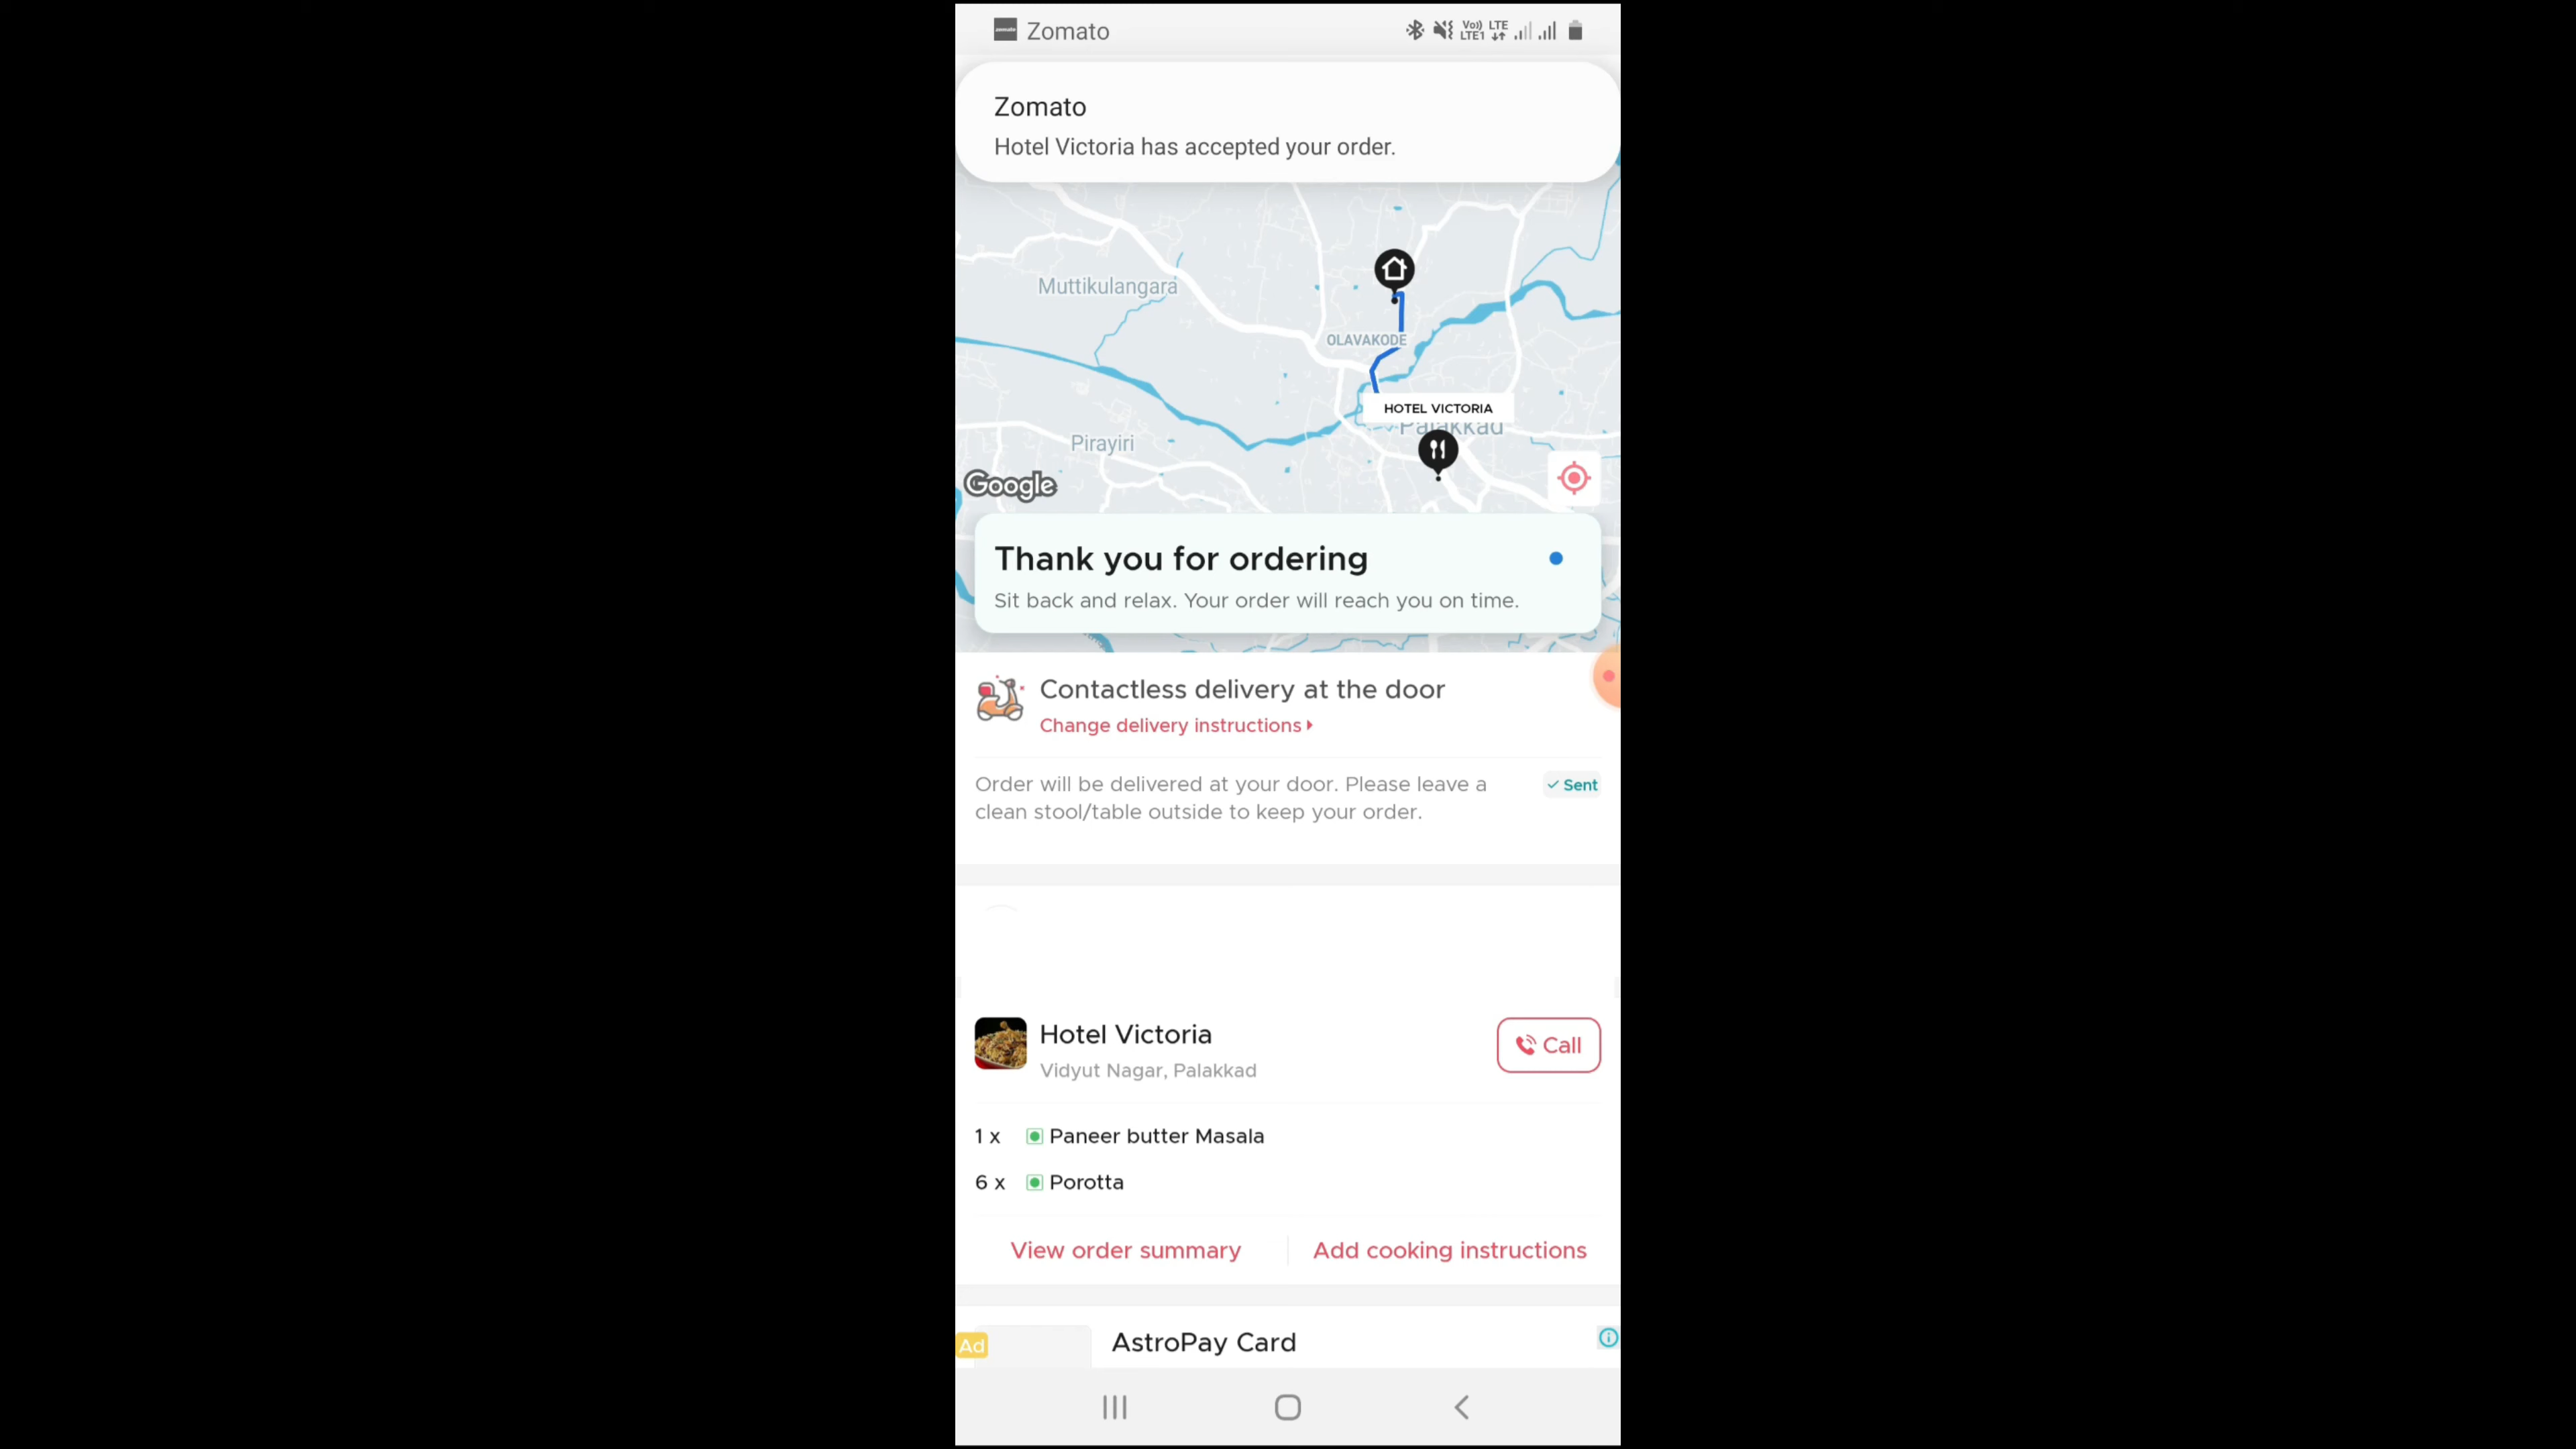 Zomato
Vo)) LTE
LTE1
Zomato
Hotel Victoria has accepted your order.
Muttikulangara
OLAVAKODE
HOTEL VICTORIA
Palakkad
Pirayiri
Google
Thank you for ordering
Sit back and relax. Your order will reach you on time.
Contactless delivery at the door
Change delivery instructions
Order will be delivered at your door. Please leave a
clean stool/table outside to keep your order.
Sent
Hotel Victoria
Vidyut Nagar, Palakkad
Call
1 x Paneer butter Masala
6 x Porotta
View order summary
Add cooking instructions
Ad
AstroPay Card